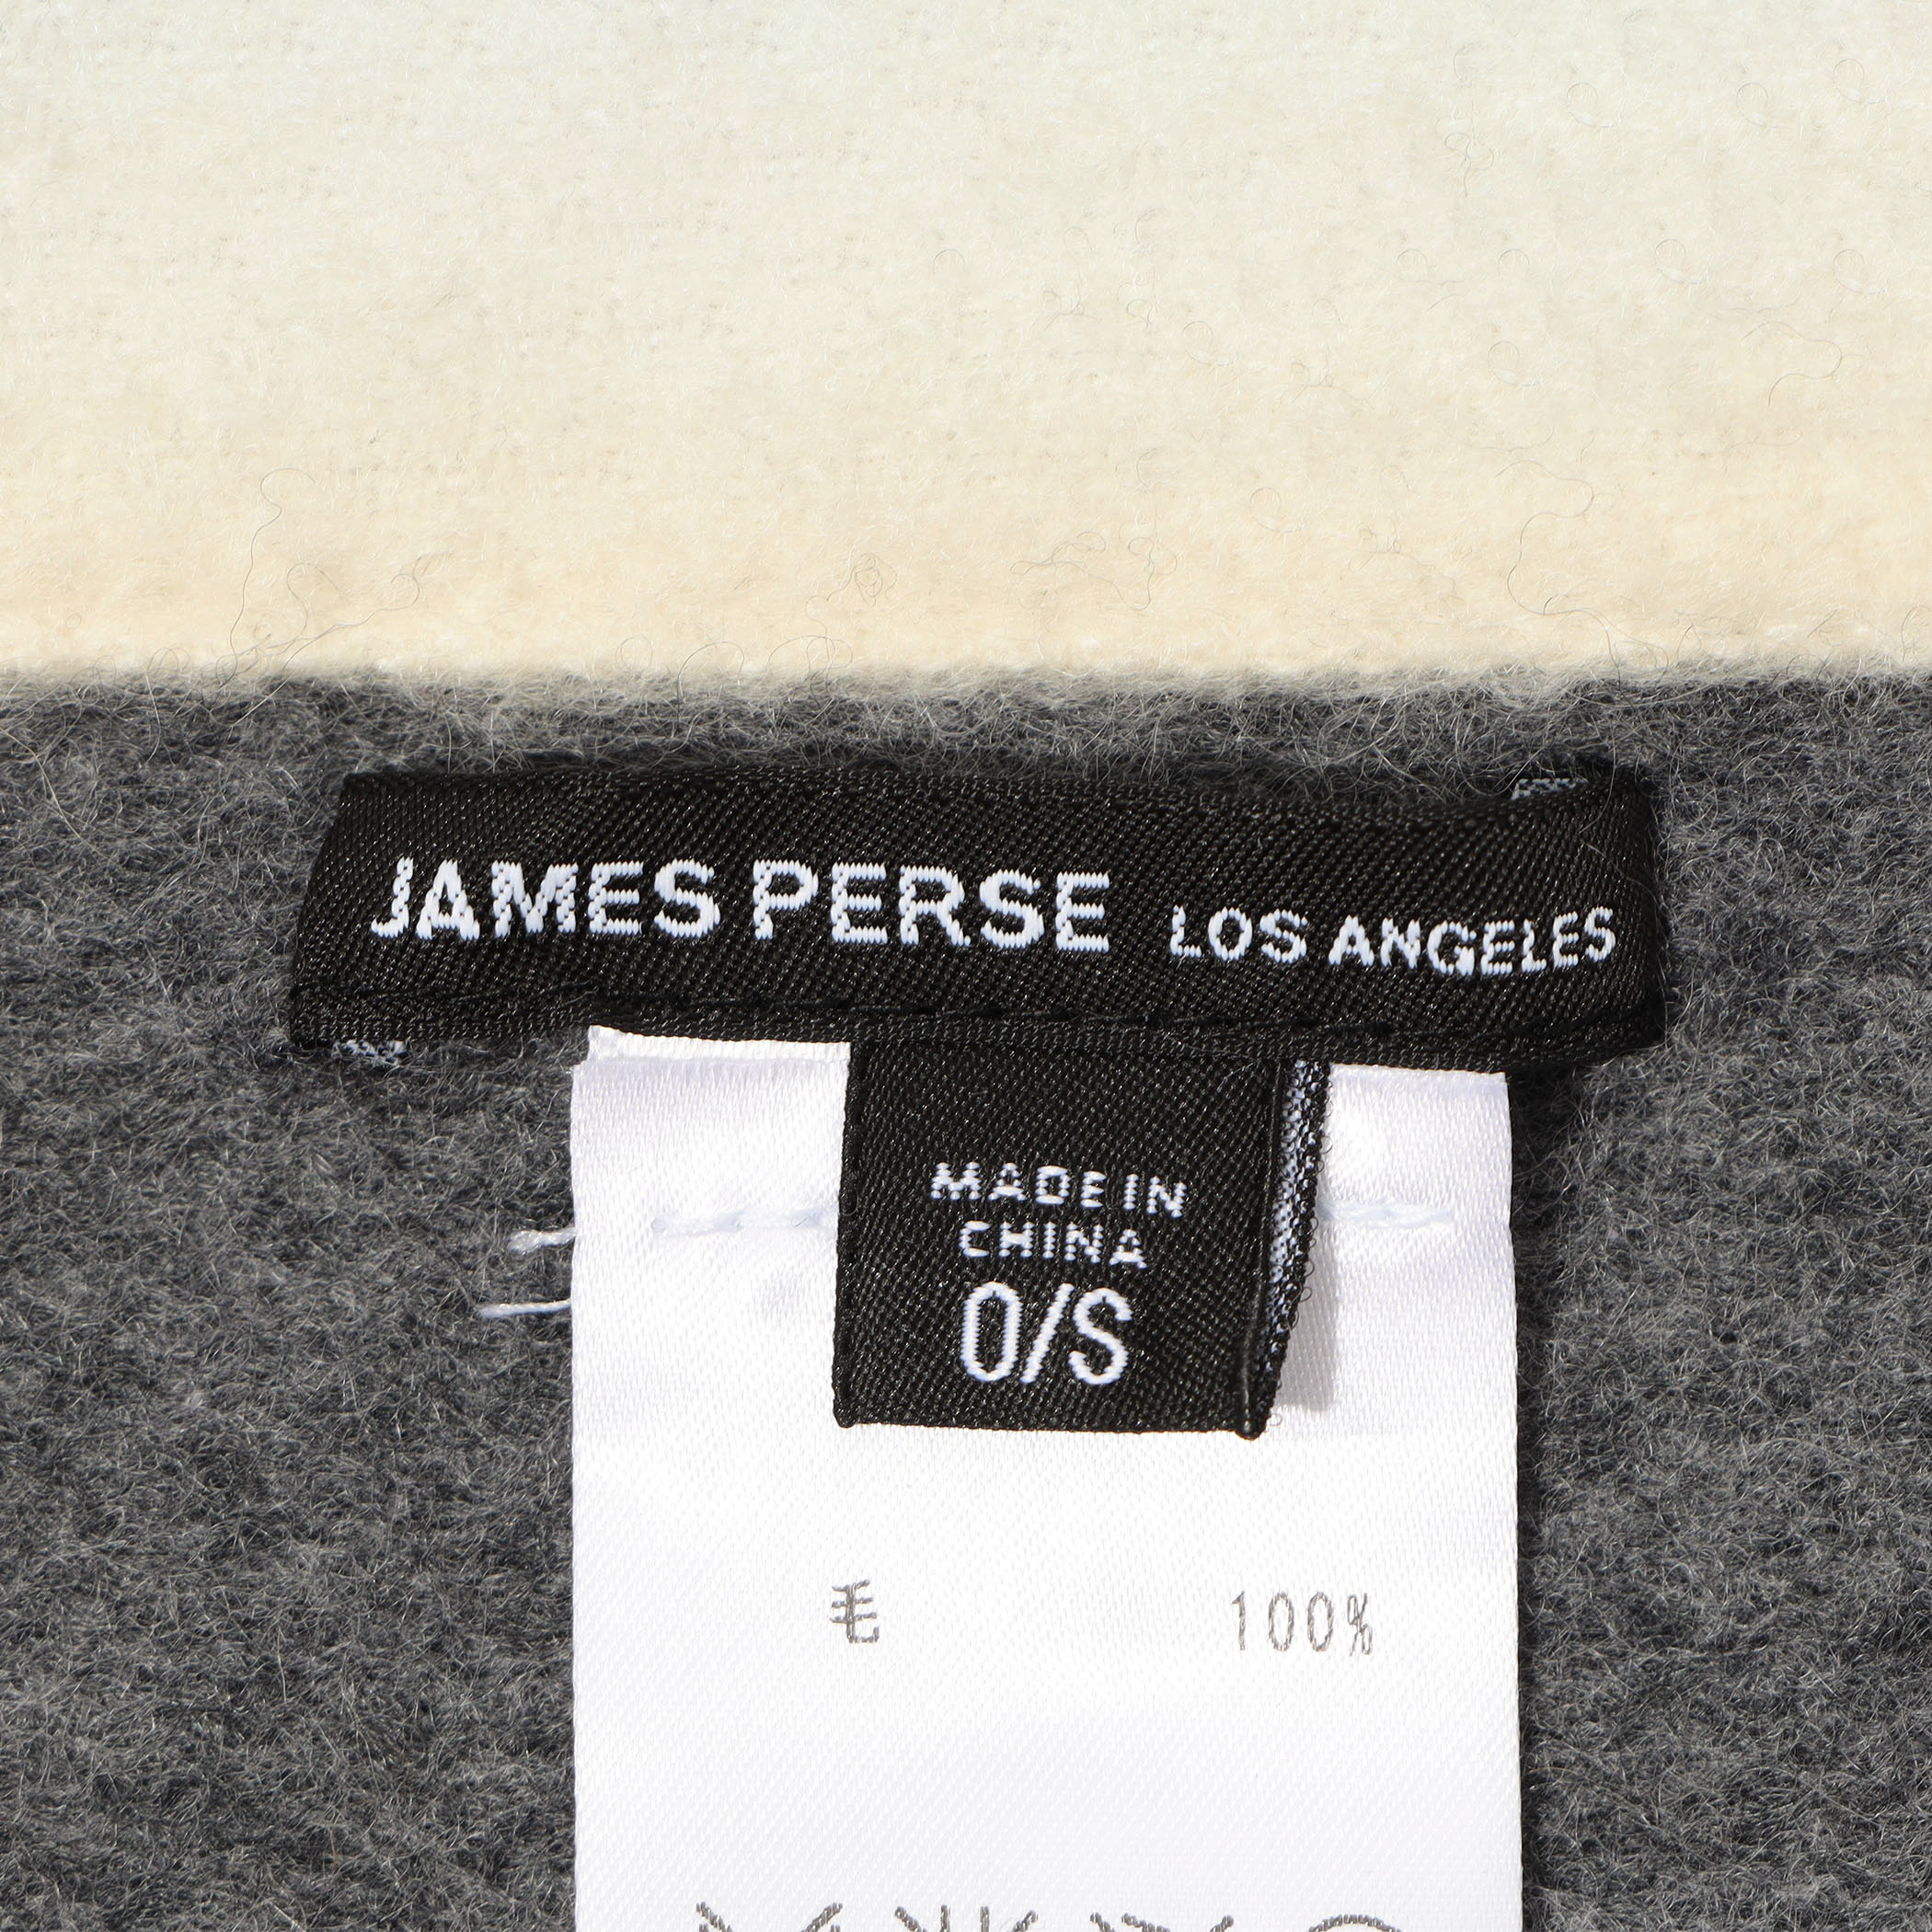 JAMES PERSE LOS ANGELES
MADE IN
CHINA
O/S
毛 100%